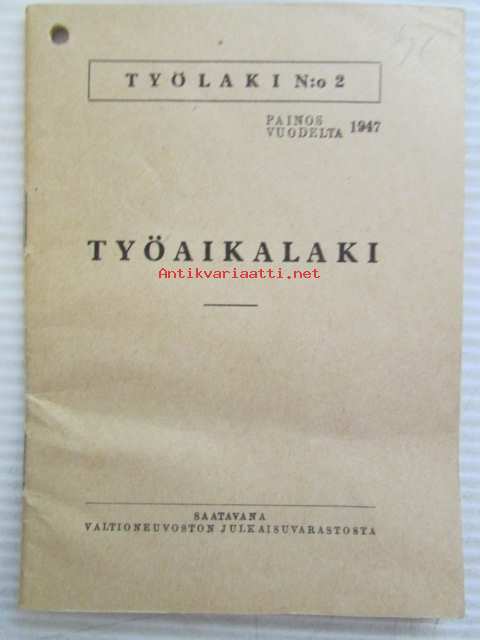 TYÖLAKI N:o 2
PAINOS
VUODELTA 1947
TYÖAIKALAKI
Antikvariaatti.net
SAATAVANA
VALTIONEUVOSTON JULKAISUVARASTOSTA